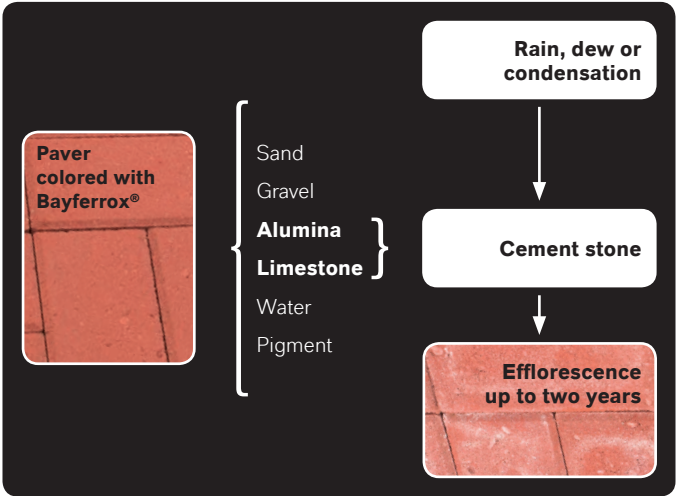 Paver
colored with
Bayferrox®
Sand
Gravel
Alumina
Limestone
Water
Pigment
Rain, dew or
condensation
Cement stone
Efflorescence
up to two years